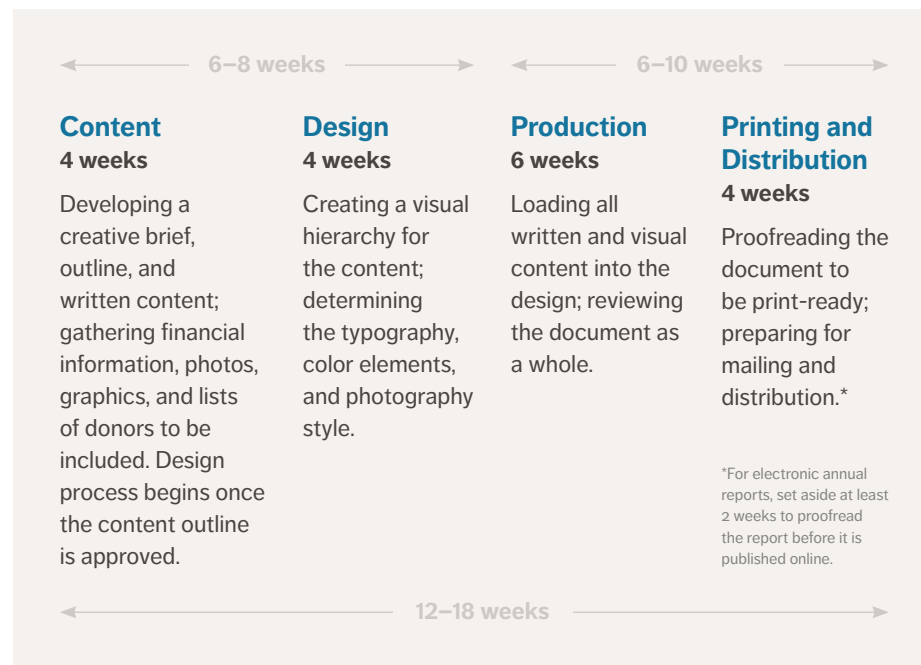 6–8 weeks
6–10 weeks
Content
4 weeks
Developing a
creative brief,
outline, and
written content;
gathering financial
information, photos,
graphics, and lists
of donors to be
included. Design
process begins once
the content outline
is approved.
Design
4 weeks
Creating a visual
hierarchy for
the content;
determining
the typography,
color elements,
and photography
style.
Production
6 weeks
Loading all
written and visual
content into the
design; reviewing
the document as
a whole.
Printing and
Distribution
4 weeks
Proofreading the
document to
be print-ready;
preparing for
mailing and
distribution.*
*For electronic annual
reports, set aside at least
2 weeks to proofread
the report before it is
published online.
12–18 weeks